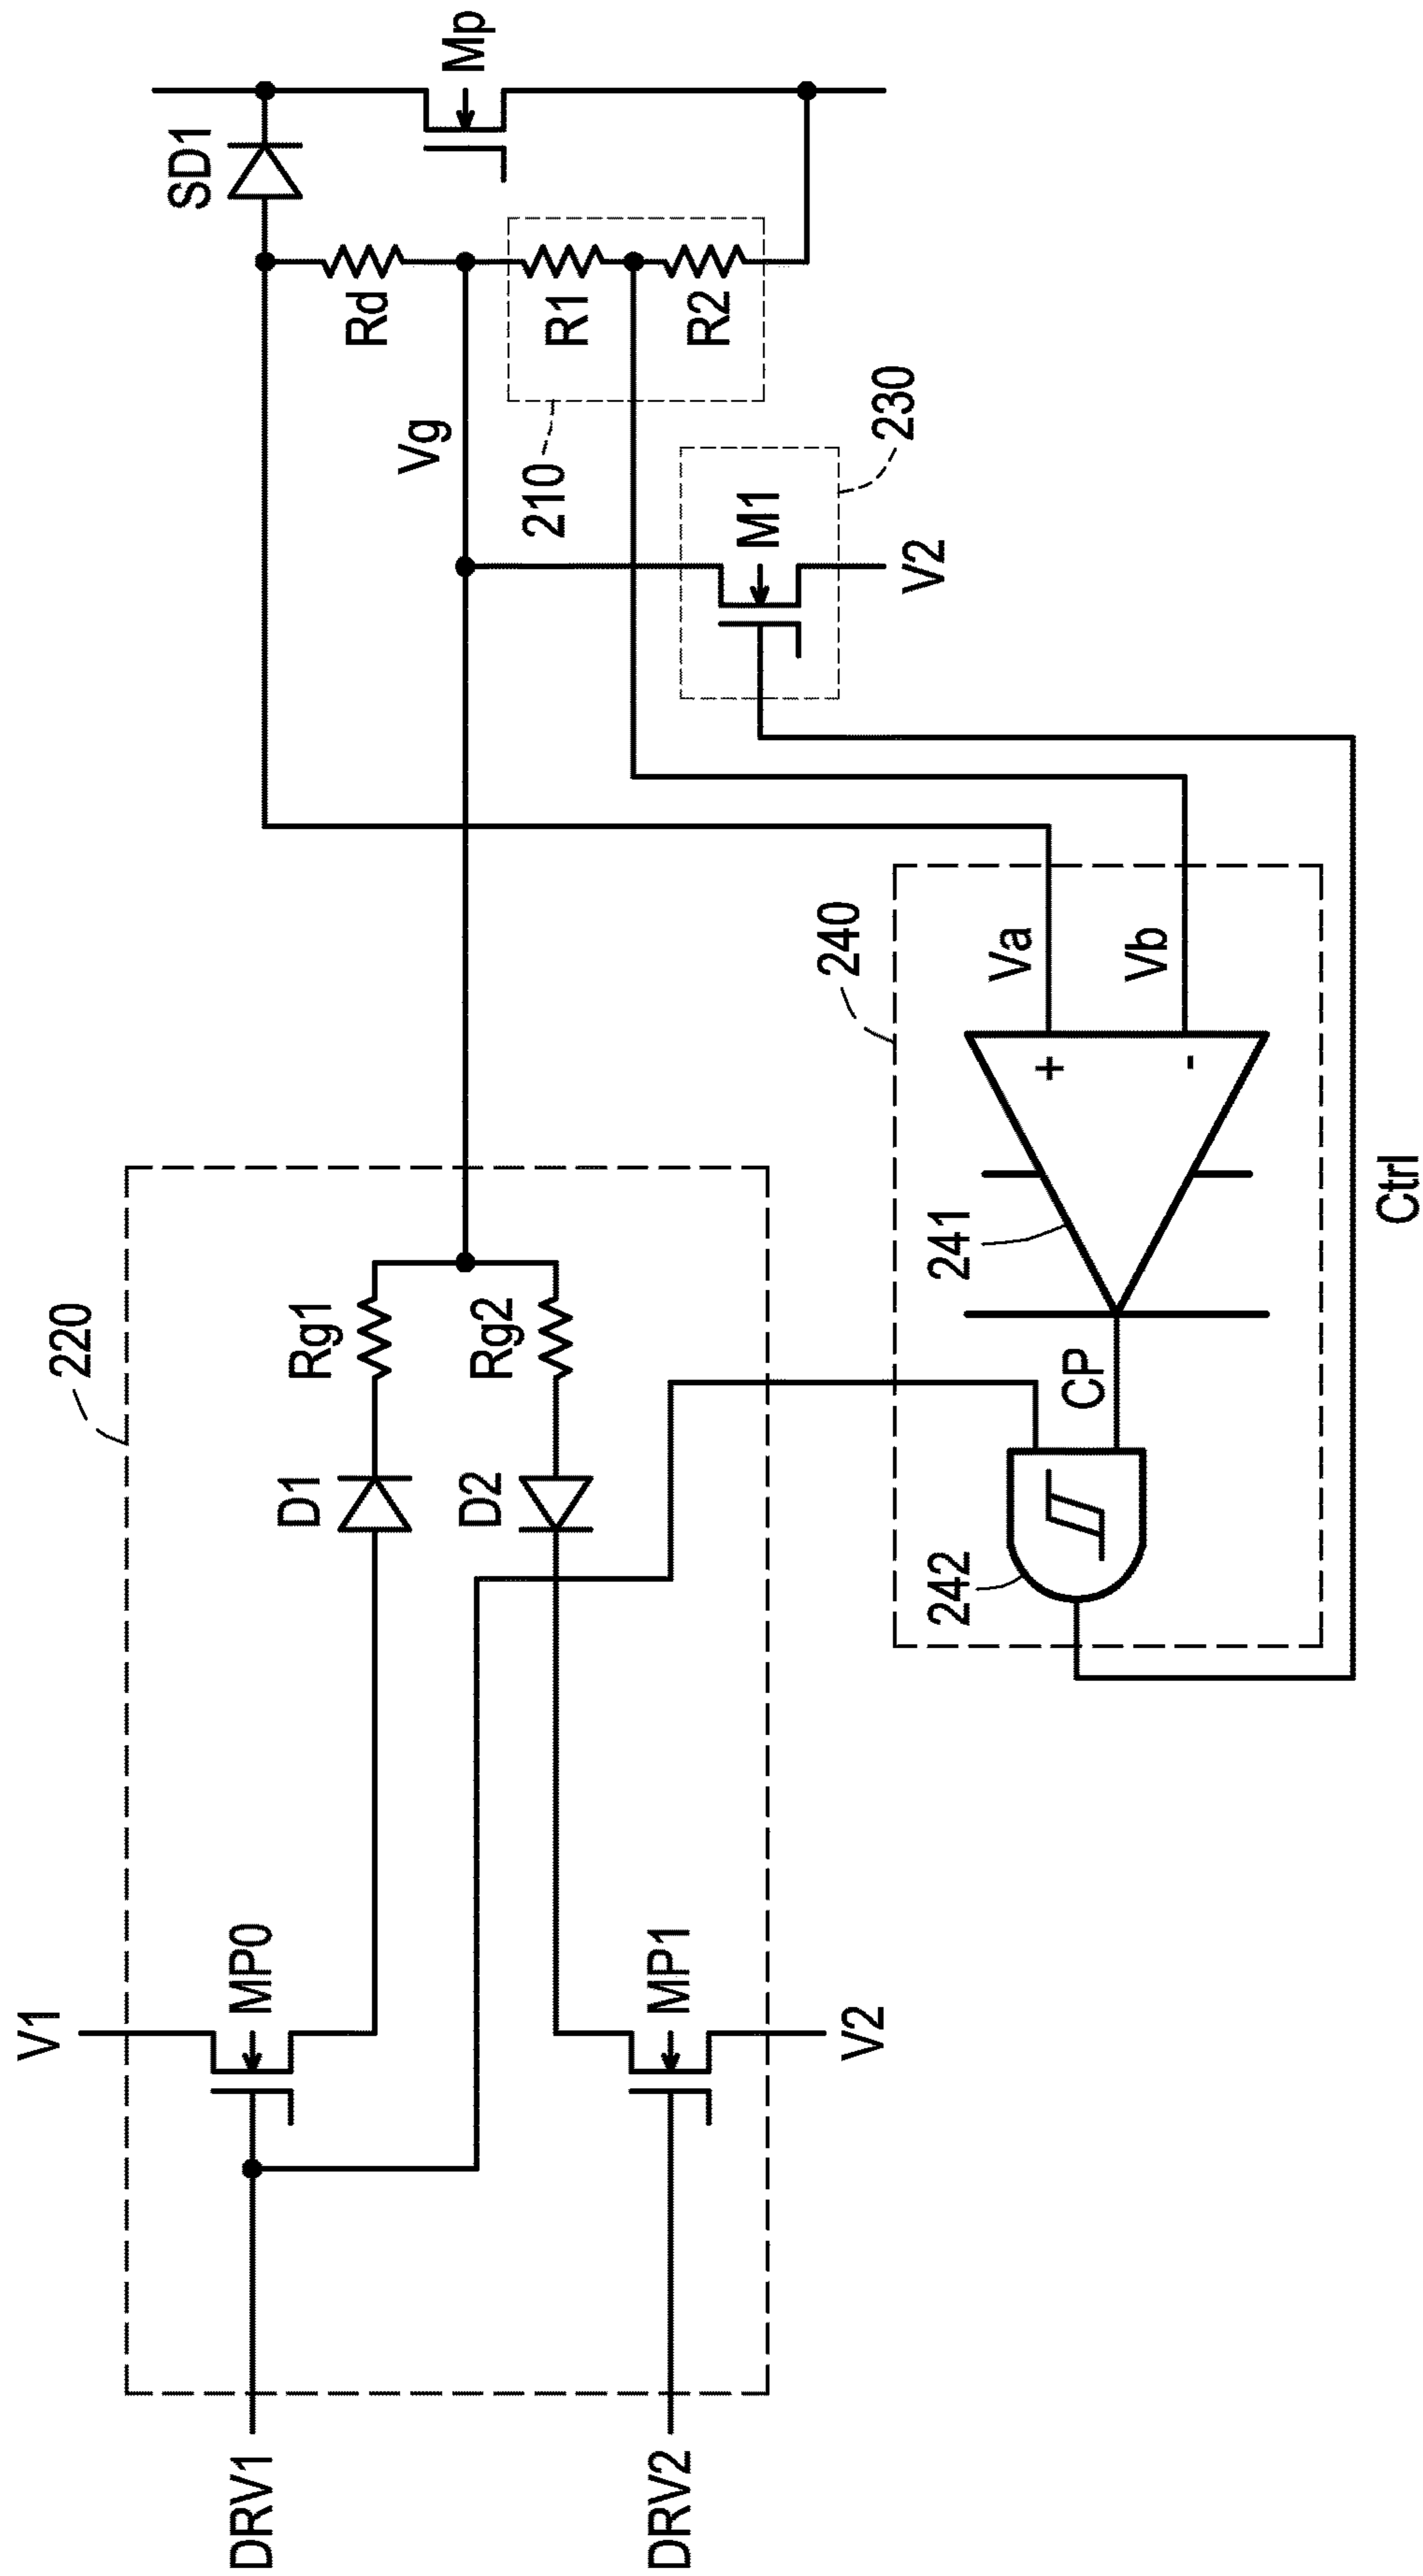 220
V1
MP0
D1
Rg1
SD1
Mp
Rd
DRV1
D2
Rg2
Vg
R1
210
R2
MP1
DRV2
V2
M1
230
V2
240
242
CP
241
+
-
Va
Vb
Ctrl